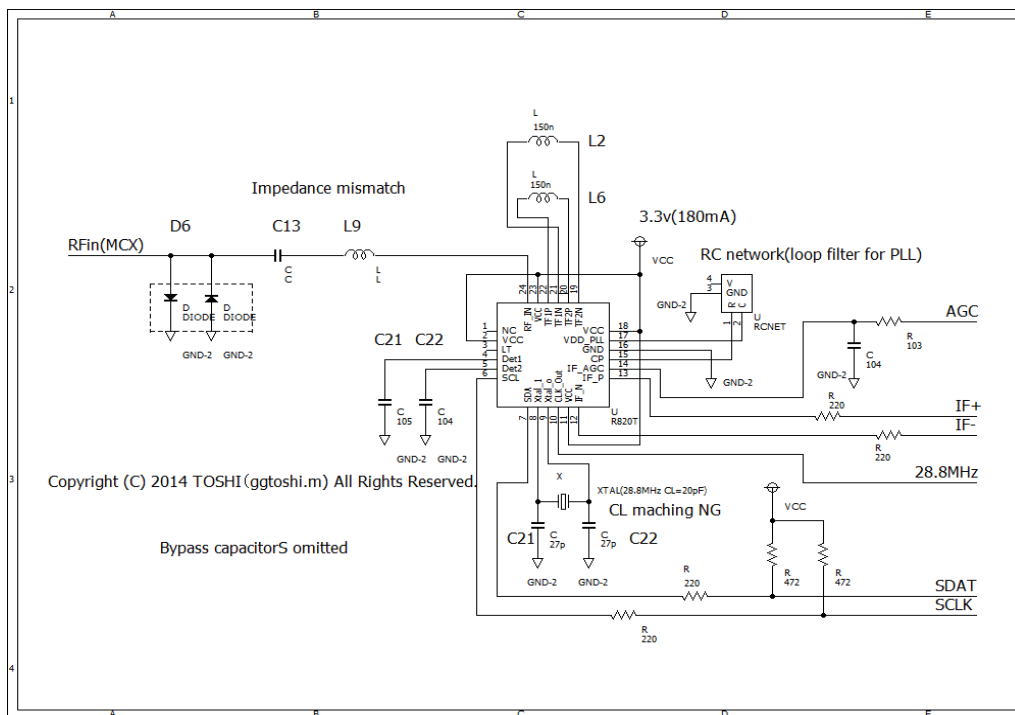 A B C D E
1
L
150n
L2
L
150n
L6
Impedance mismatch
D6
C13
L9
3.3v(180mA)
RFin(MCX)
VCC
RC network(loop filter for PLL)
C
C
L
L
2
D
DIODE
D
DIODE
GND-2
GND-2
24
23
22
21
20
19
RF_IN
VCC
TF1P
TF1N
TF2P
TF2N
4
3
V
GND
R
C
GND-2
1
2
U
RCNET
1
2
3
4
5
6
NC
VCC
LT
Det1
Det2
SCL
VCC
VDD_PLL
GND
CP
IF_AGC
IF_P
18
17
16
15
14
13
SDA
Xtal_i
Xtal_o
CLK_Out
VCC
IF_N
7
8
9
10
11
12
U
R820T
C21
C22
C
105
C
104
GND-2
GND-2
GND-2
AGC
R
103
C
104
GND-2
R
220
IF+
IF-
R
220
28.8MHz
3
Copyright (C) 2014 TOSHI(ggtoshi.m) All Rights Reserved.
X
XTAL(28.8MHz CL=20pF)
CL maching NG
VCC
C21
C
27p
C
27p
C22
GND-2
GND-2
Bypass capacitorS omitted
R
472
R
472
R
220
SDAT
SCLK
R
220
4
A B C D E